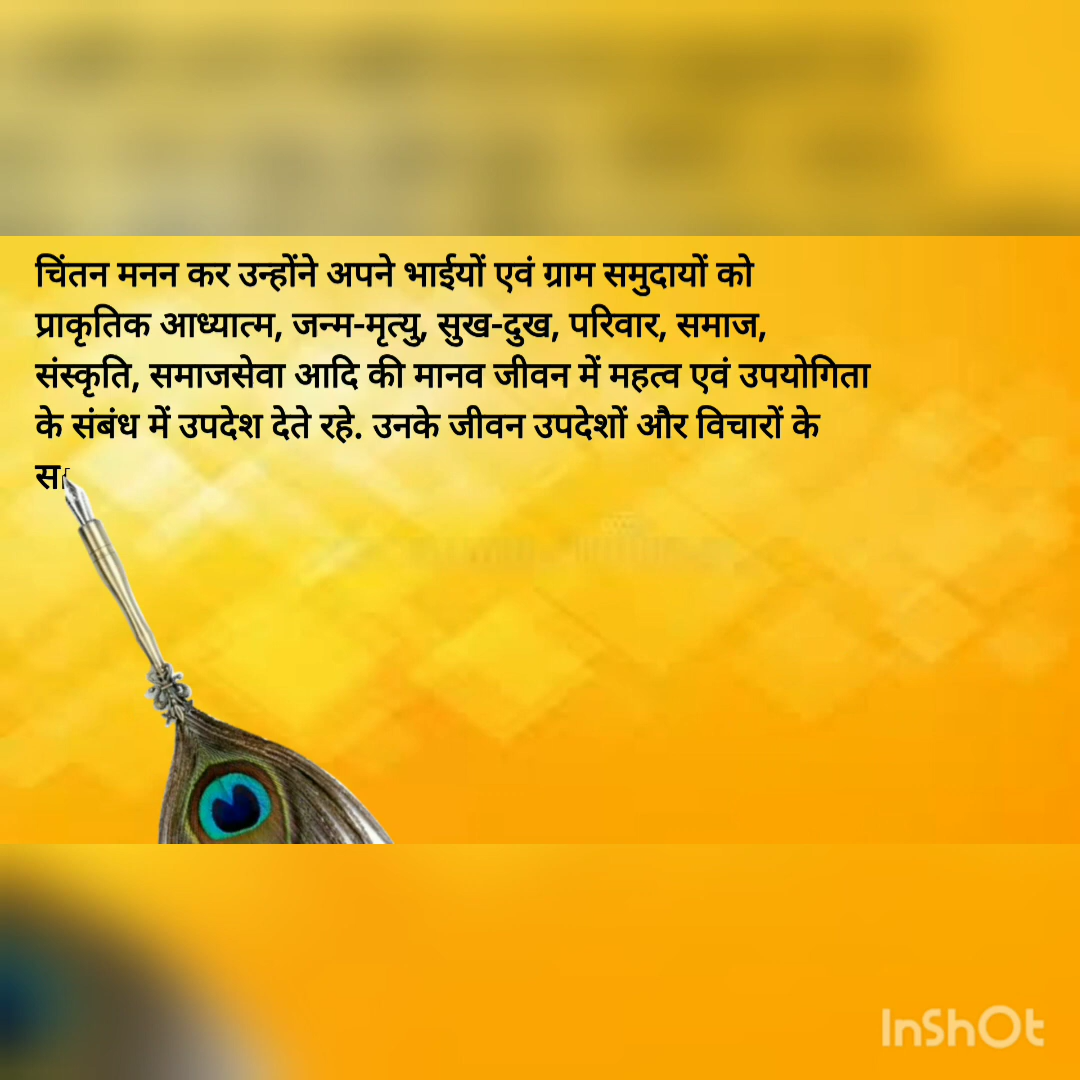 चिंतन मनन कर उन्होंने अपने भाईयों एवं ग्राम समुदायों को
प्राकृतिक आध्यात्म, जन्म-मृत्यु, सुख-दुख, परिवार, समाज,
संस्कृति, समाजसेवा आदि की मानव जीवन में महत्व एवं उपयोगिता
के संबंध में उपदेश देते रहे. उनके जीवन उपदेशों और विचारों के
InShOt